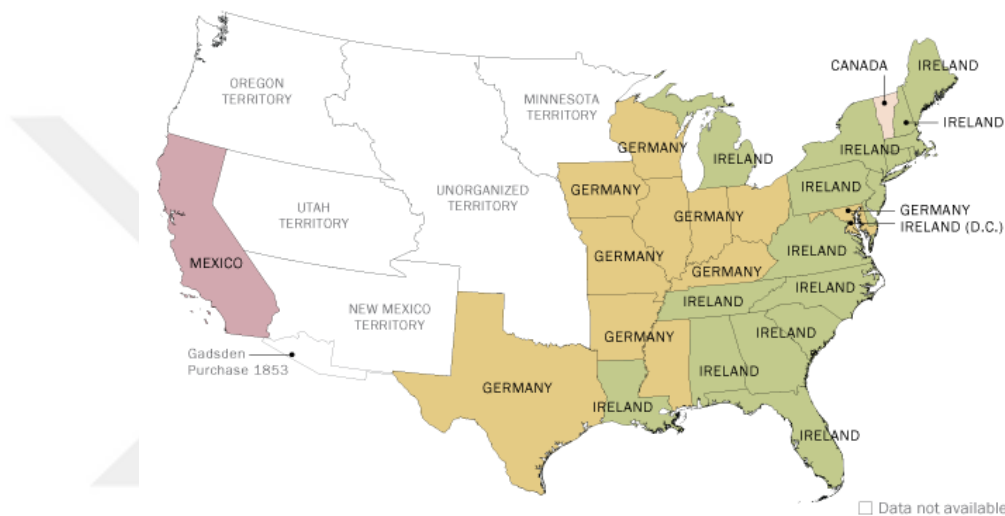 CANADA
IRELAND
OREGON
TERRITORY
MINNESOTA
TERRITORY
IRELAND
GERMANY
IRELAND
IRELAND
GERMANY
IRELAND
UNORGANIZED
TERRITORY
UTAH
TERRITORY
GERMANY
GERMANY
IRELAND (D.C.)
GERMANY
IRELAND
MEXICO
GERMANY
IRELAND
IRELAND
NEW MEXICO
TERRITORY
GERMANY
IRELAND
Gadsden
Purchase 1853
IRELAND
GERMANY
IRELAND
IRELAND
Data not available